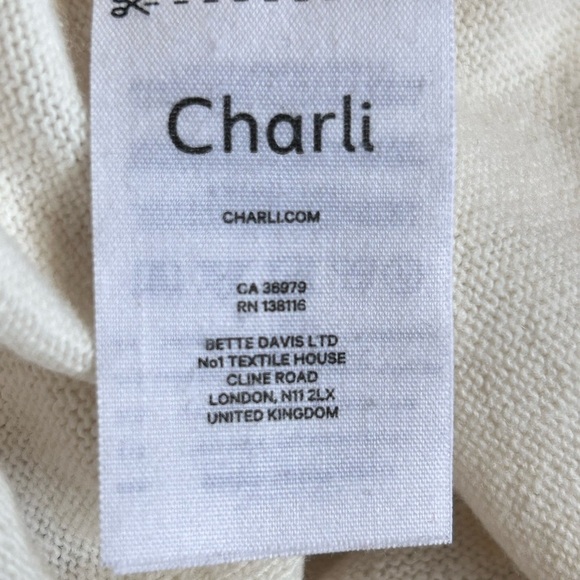 Charli
CHARLI.COM
CA 36979
RN 138116
BETTE DAVIS LTD
No1 TEXTILE HOUSE
CLINE ROAD
LONDON, N11 2LX
UNITED KINGDOM